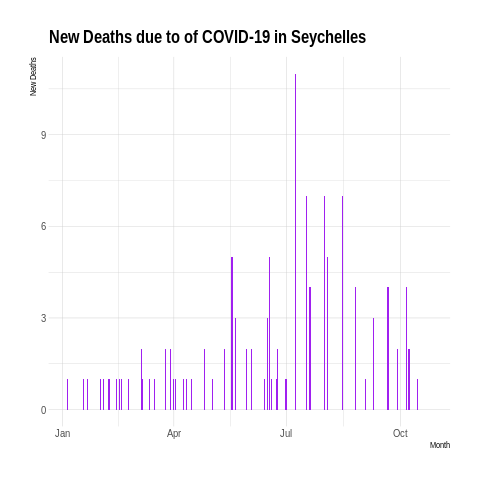 New Deaths due to of COVID-19 in Seychelles
New Deaths
9
6
3
0
Jan Apr Jul Oct
Month